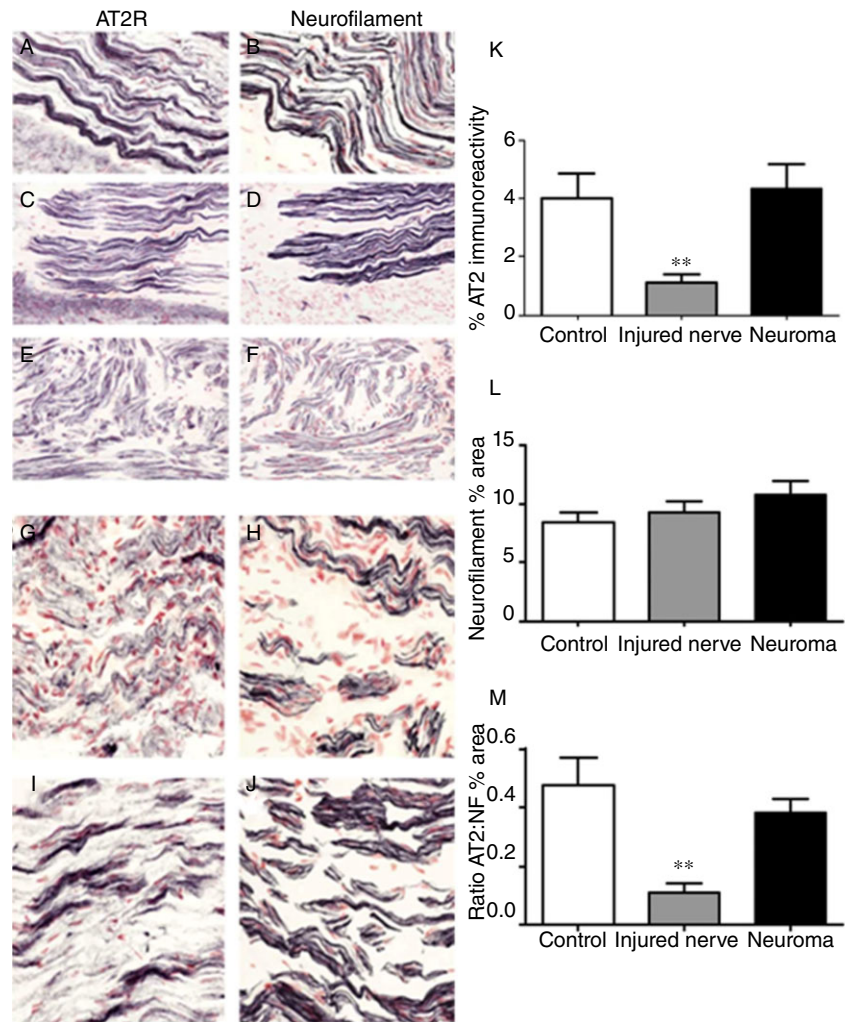 AT2R
Neurofilament
A
B
C
D
E
F
G
H
I
J
K
% AT2 immunoreactivity
6
4
2
0
**
Control Injured nerve Neuroma
L
Neurofilament % area
15
10
5
0
Control Injured nerve Neuroma
M
Ratio AT2:NF % area
0.6
0.4
0.2
0.0
**
Control Injured nerve Neuroma